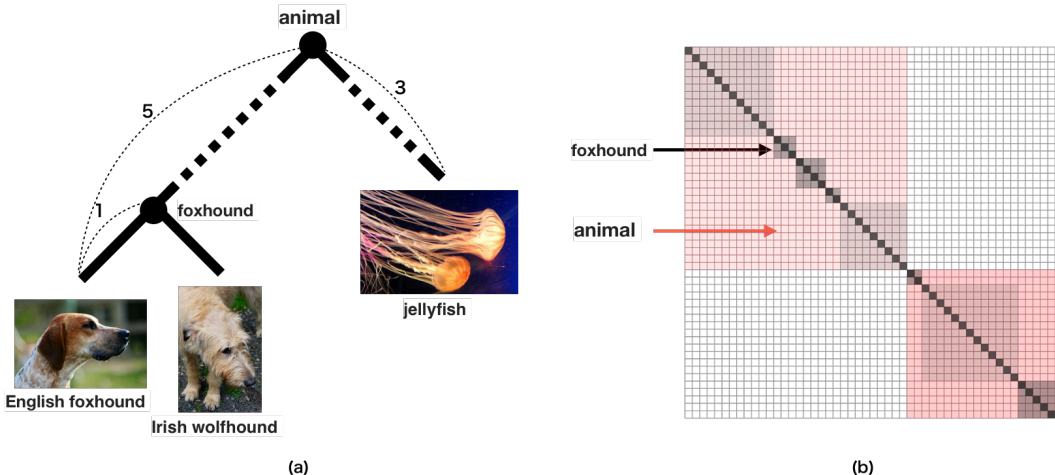 animal
3
5
1
foxhound
jellyfish
English foxhound
Irish wolfhound
(a)
foxhound
animal
(b)